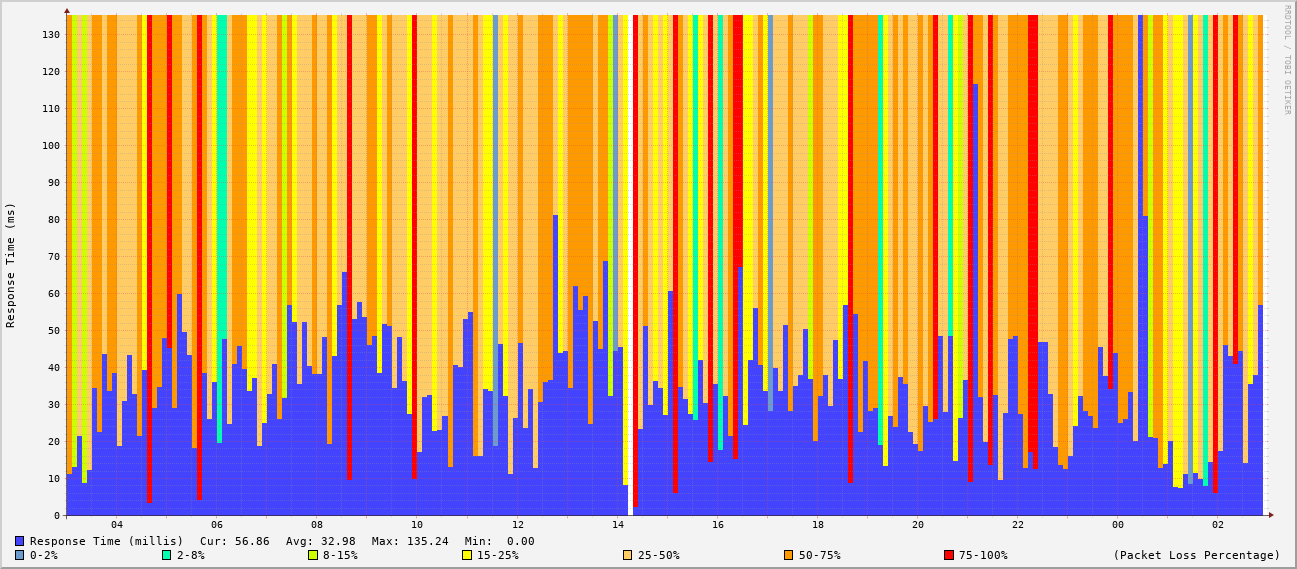 RRDTOOL / TOBI OETIKER
Response Time (ms)
130
120
110
100
90
80
70
60
50
40
30
20
10
0
04 06 08 10 12 14 16 18 20 22 00 02
Response Time (millis) Cur: 56.86 Avg: 32.98 Max: 135.24 Min: 0.00
0-2% 2-8% 8-15% 15-25% 25-50% 50-75% 75-100% (Packet Loss Percentage)